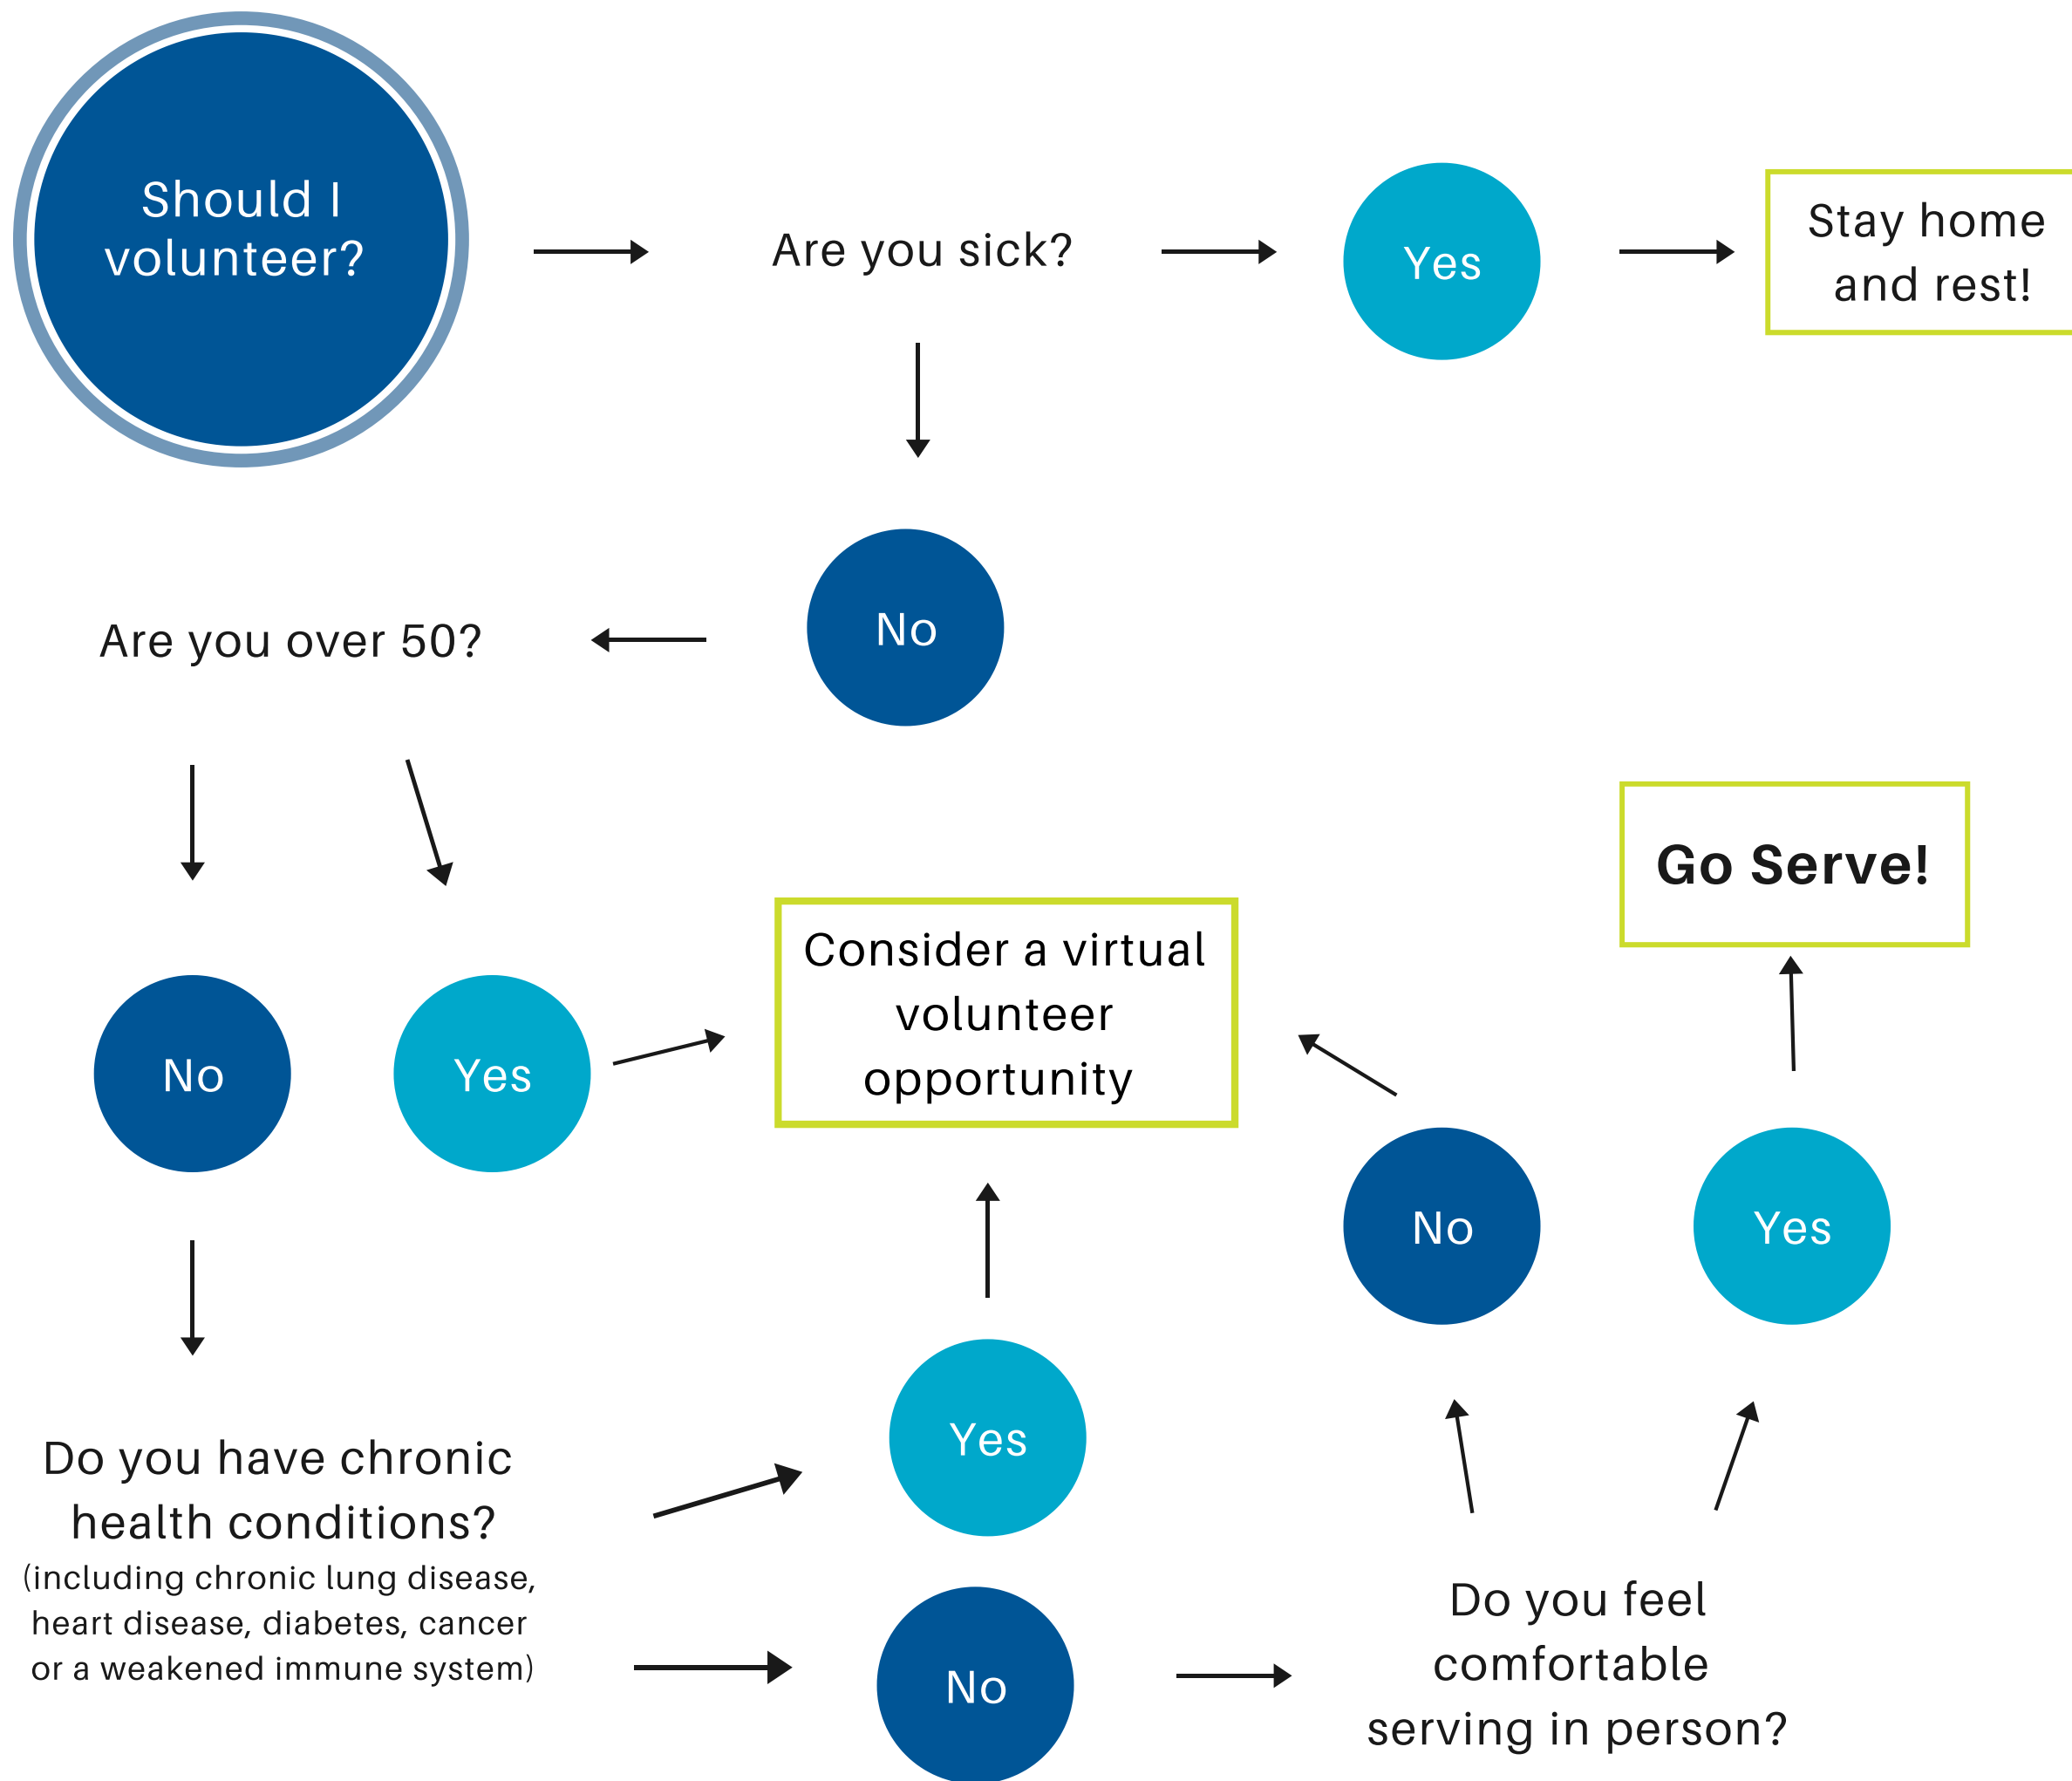 Should I
volunteer?
Are you sick?
Yes
Stay home
and rest!
No
Are you over 50?
No
Yes
Consider a virtual
volunteer
opportunity
Go Serve!
No
Yes
Yes
Do you have chronic
health conditions?
(including chronic lung disease,
heart disease, diabetes, cancer
or a weakened immune system)
No
Do you feel
comfortable
serving in person?